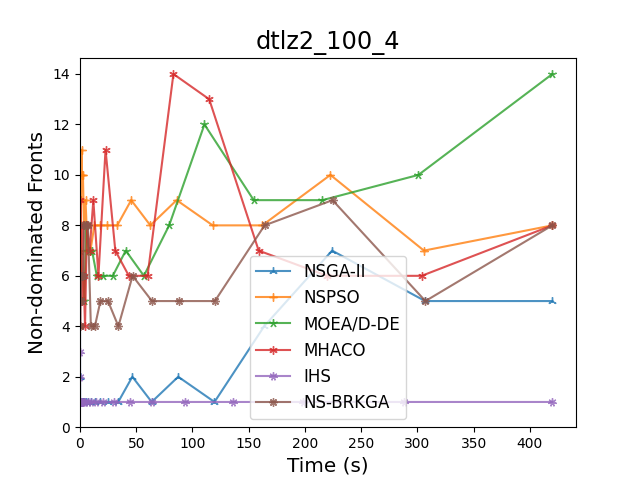 dtlz2_100_4
Non-dominated Fronts
14
12
10
8
6
4
2
0
0 50 100 150 200 250 300 350 400
Time (s)
NSGA-II
NSPSO
MOEA/D-DE
MHACO
IHS
NS-BRKGA